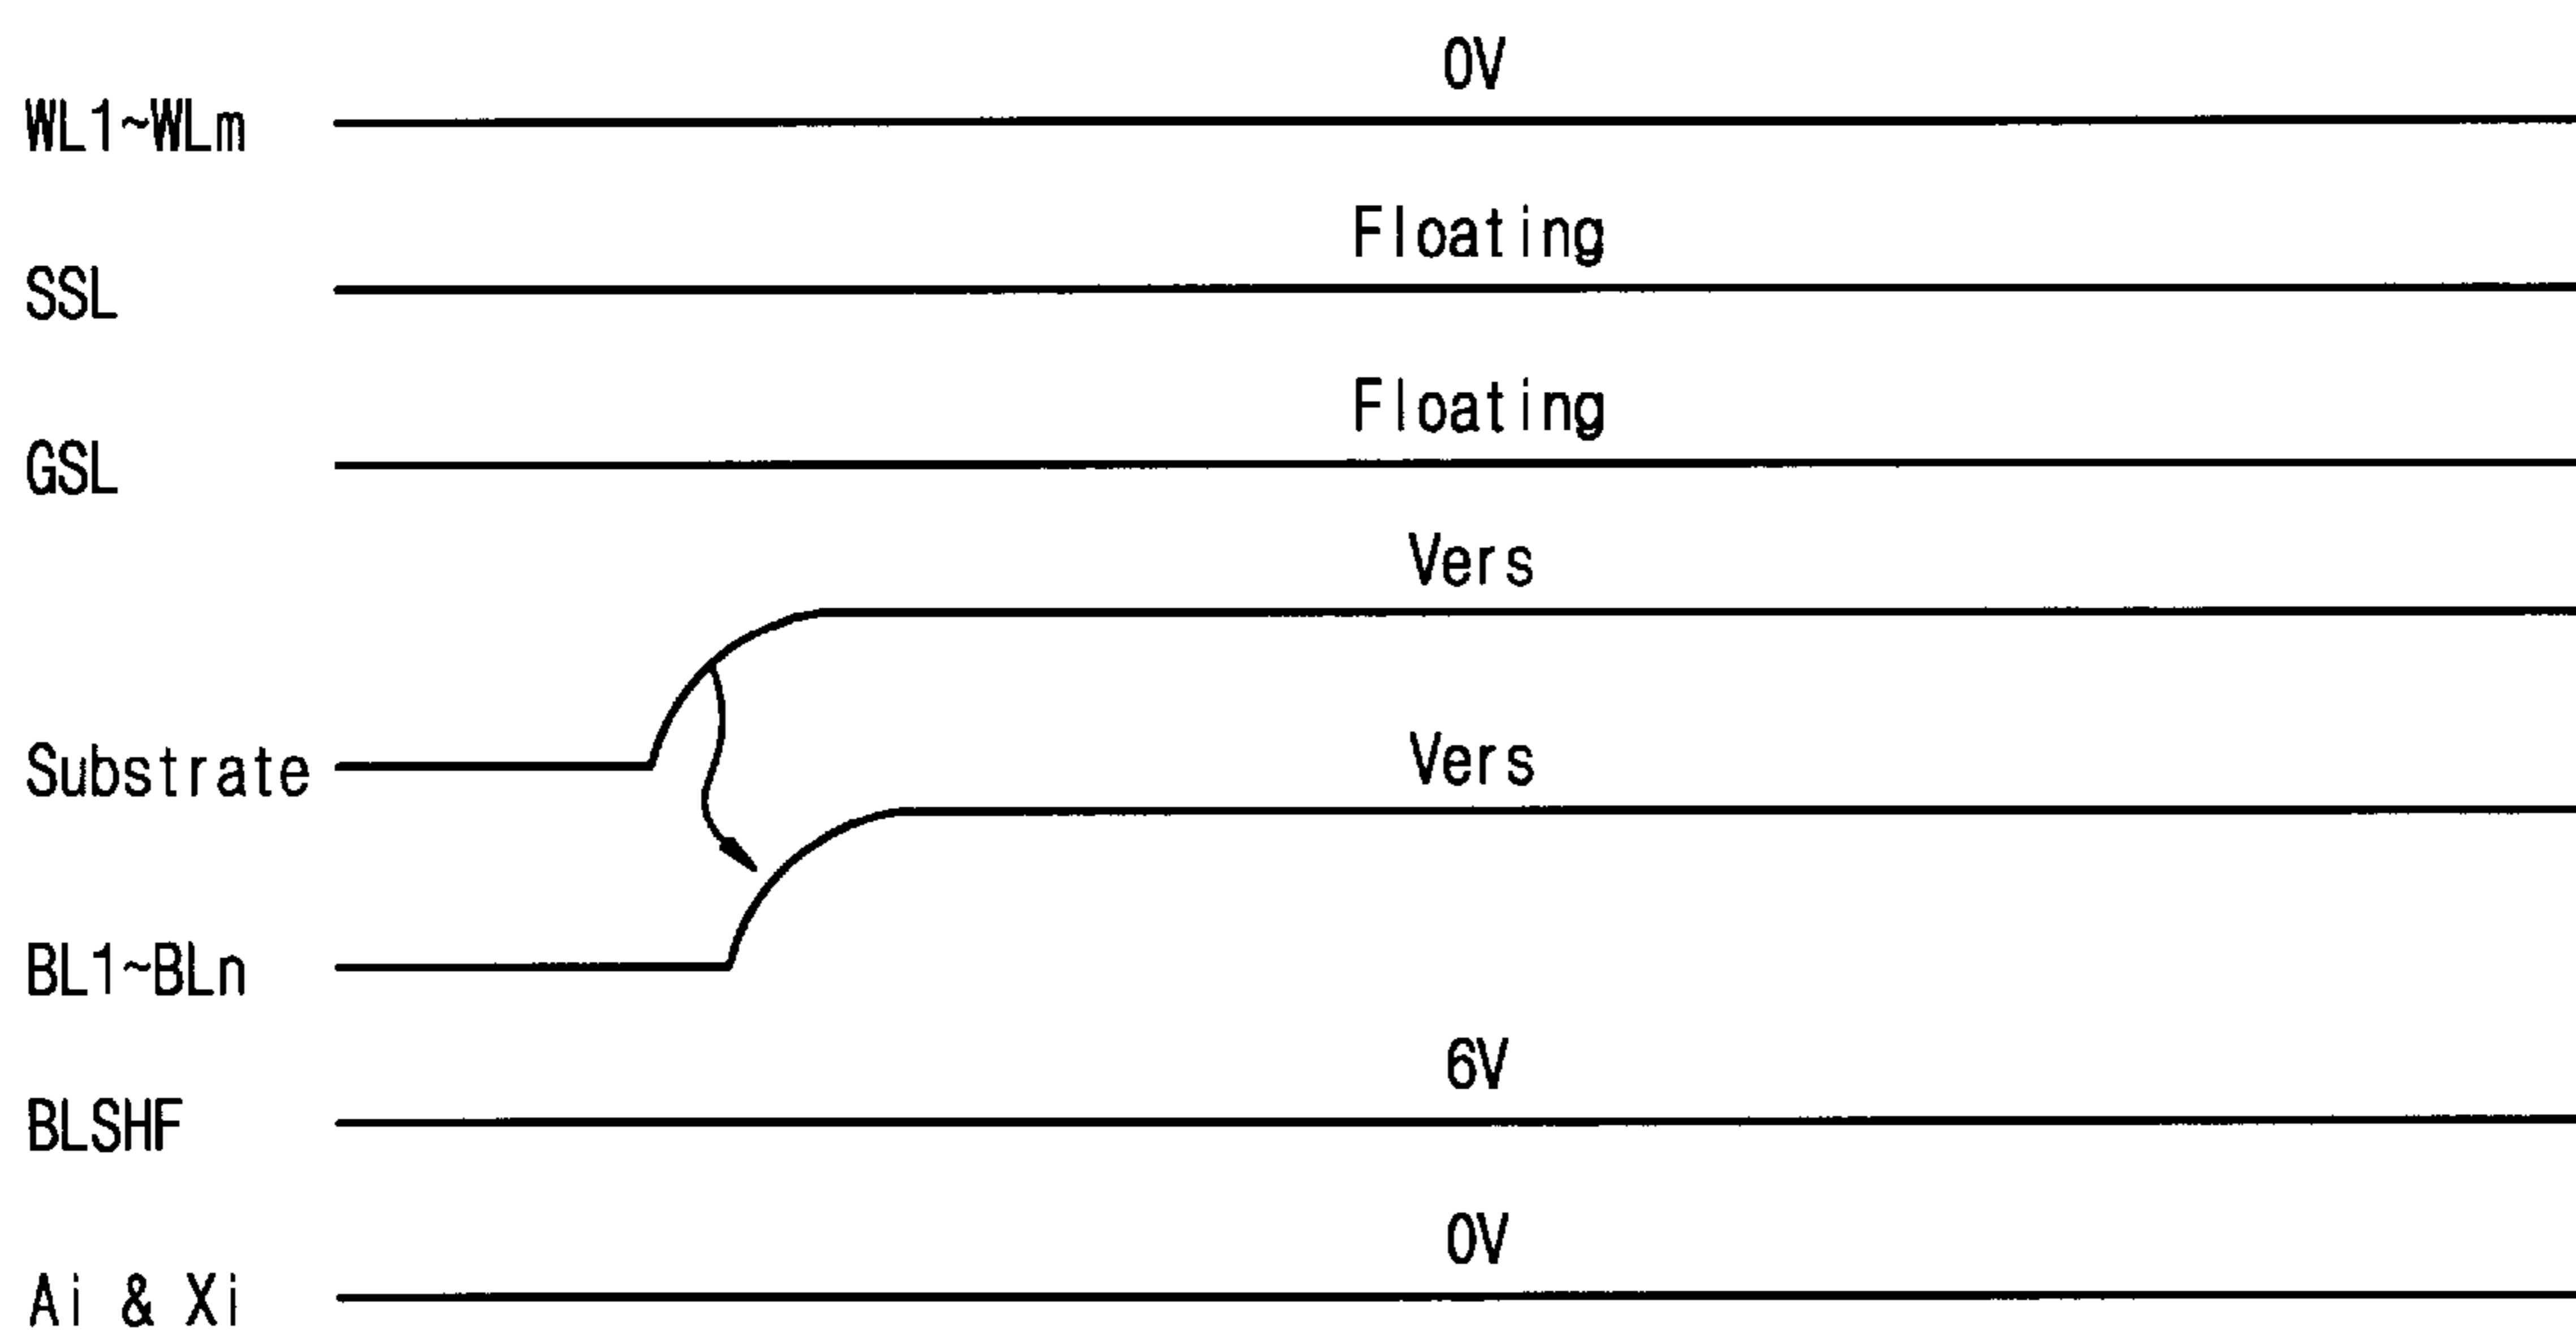 0V
WL1~WLm
Floating
SSL
Floating
GSL
Vers
Substrate
Vers
BL1~BLn
6V
BLSHF
0V
Ai & Xi